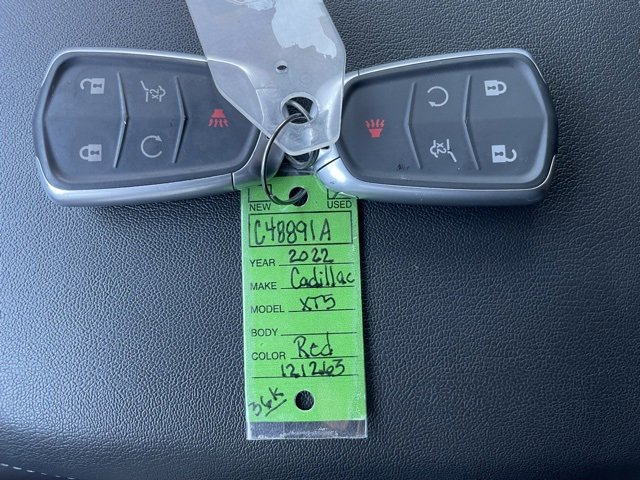 NEW USED
C48891A
YEAR 2022
MAKE Cadillac
MODEL XT5
BODY
COLOR Red
121263
36K